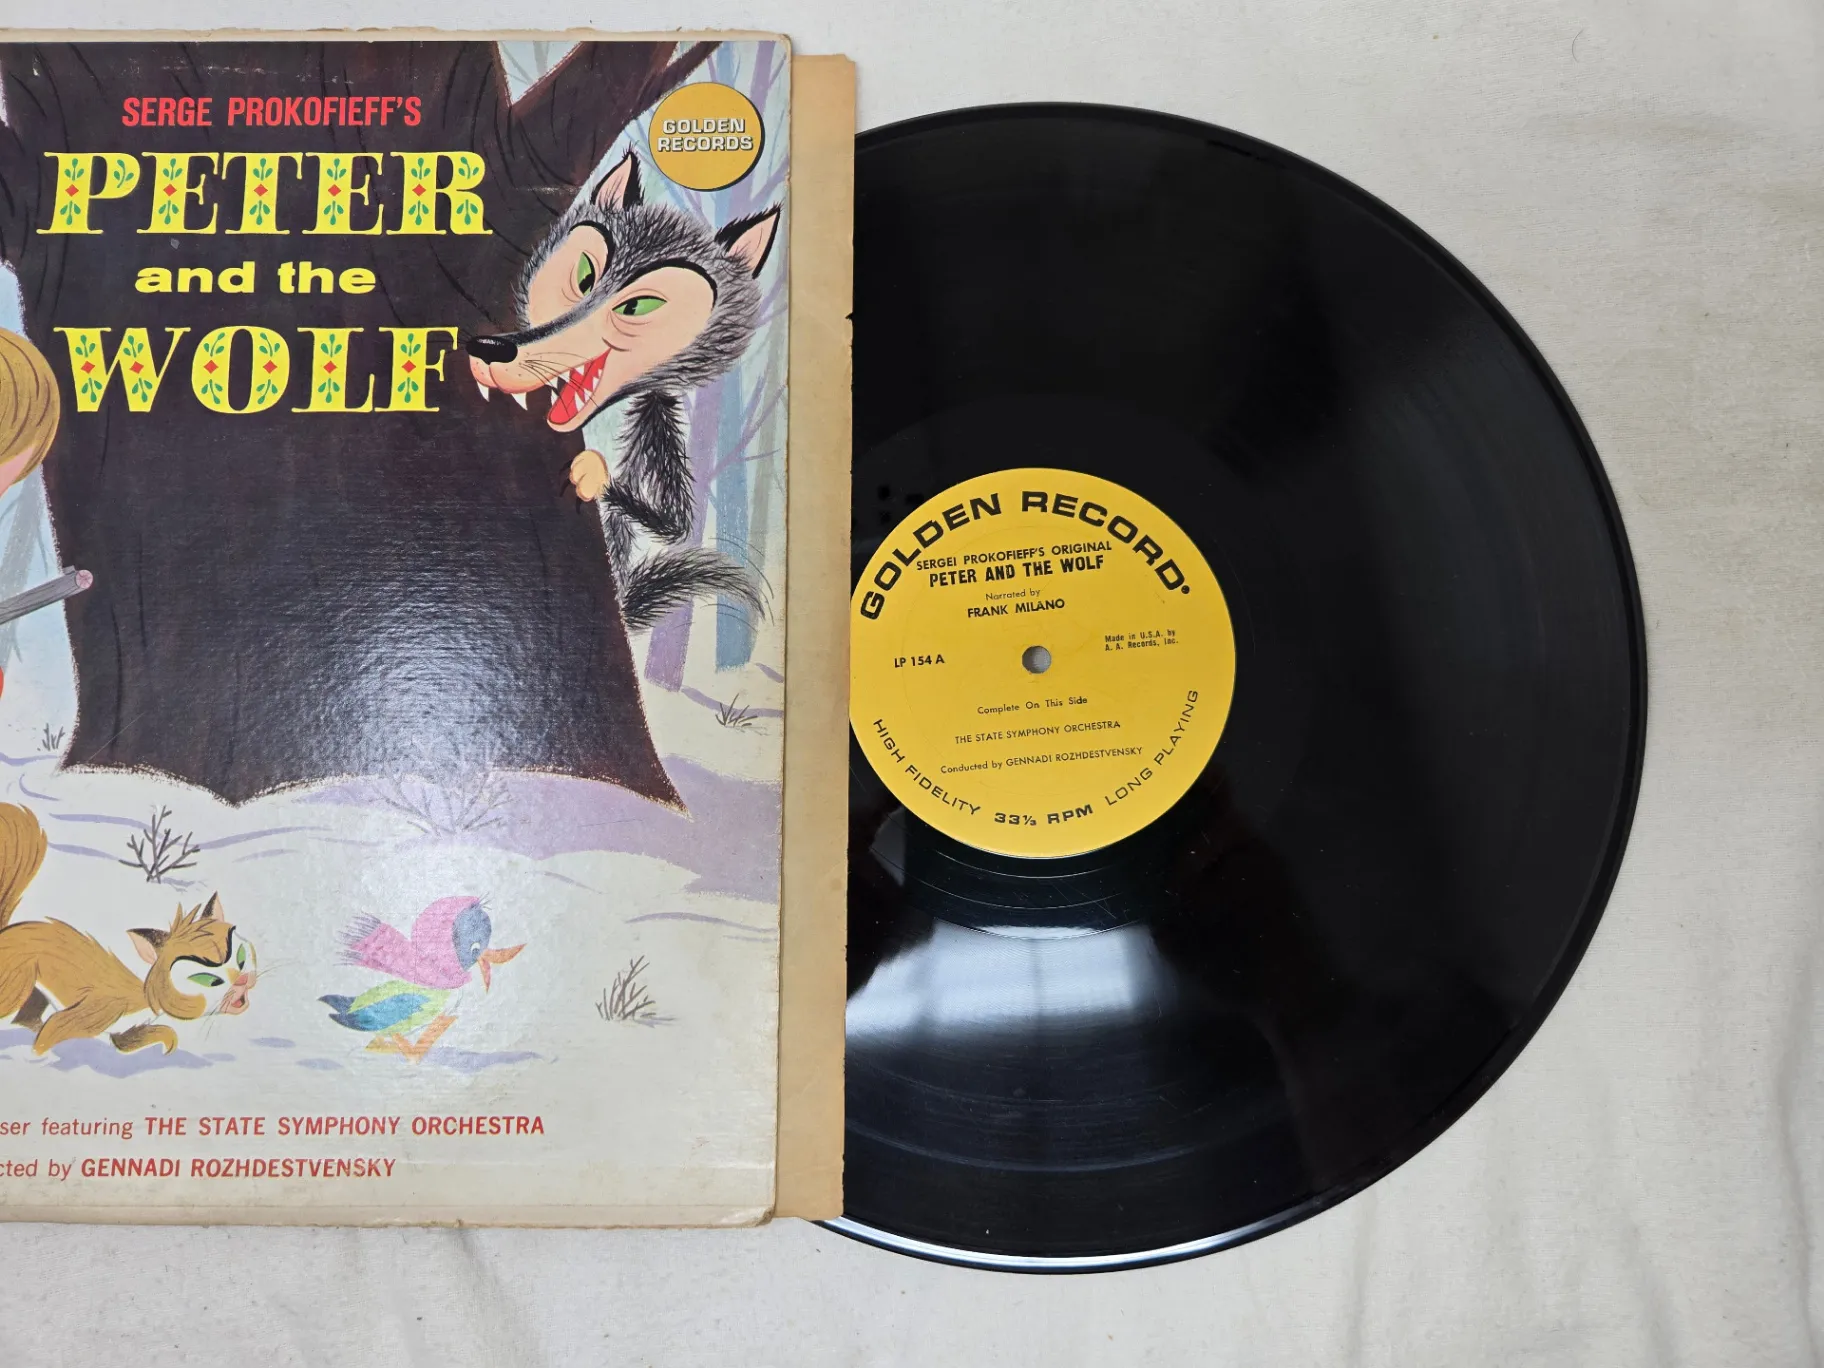 SERGE PROKOFIEFF'S
PETER
and the
WOLF
GOLDEN
RECORDS
ser featuring THE STATE SYMPHONY ORCHESTRA
cted by GENNADI ROZHDESTVENSKY
GOLDEN RECORD®
SERGEI PROKOFIEFF'S ORIGINAL
PETER AND THE WOLF
Narrated by
FRANK MILANO
Made in U.S.A. by
A. A. Records, Inc.
LP 154 A
Complete On This Side
THE STATE SYMPHONY ORCHESTRA
Conducted by GENNADI ROZHDESTVENSKY
HIGH FIDELITY 33⅓ RPM LONG PLAYING